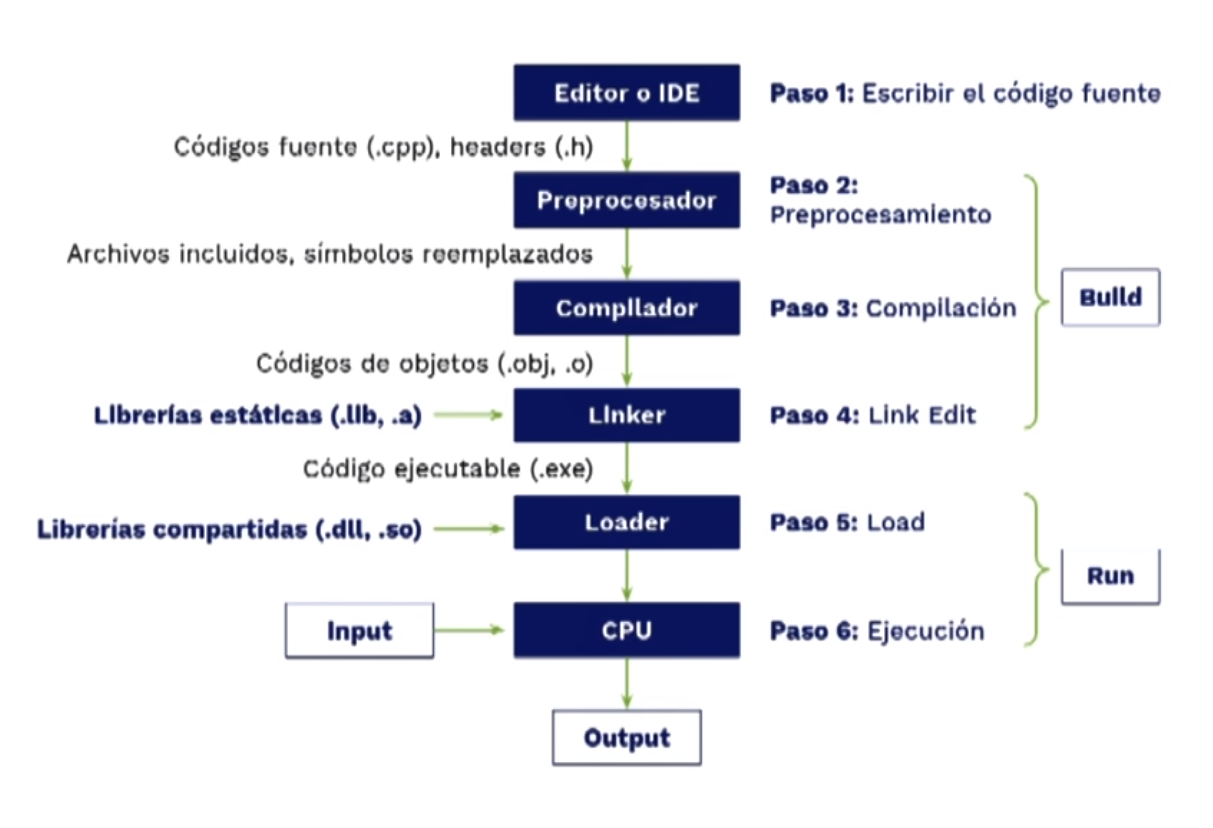 Editor o IDE
Paso 1: Escribir el código fuente
Códigos fuente (.cpp), headers (.h)
Preprocesador
Paso 2:
Preprocesamiento
Archivos incluidos, símbolos reemplazados
Compilador
Paso 3: Compilación
Build
Códigos de objetos (.obj, .o)
Librerías estáticas (.lib, .a)
Linker
Paso 4: Link Edit
Código ejecutable (.exe)
Librerías compartidas (.dll, .so)
Loader
Paso 5: Load
Run
Input
CPU
Paso 6: Ejecución
Output